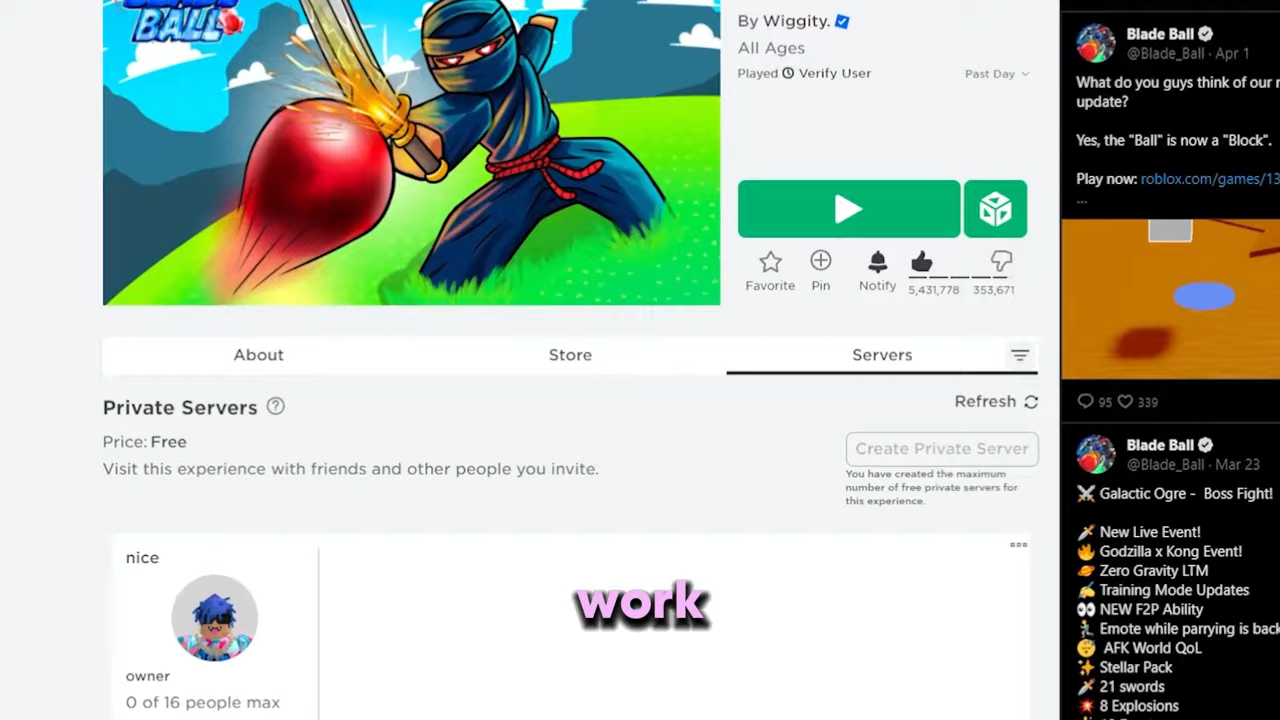 BALL
By Wiggity.
All Ages
Played Verify User
Past Day
Favorite
Pin
Notify
5,431,778
353,671
About
Store
Servers
Private Servers
Refresh
Price: Free
Visit this experience with friends and other people you invite.
Create Private Server
You have created the maximum
number of free private servers for
this experience.
nice
owner
0 of 16 people max
work
Blade Ball
@Blade_Ball · Apr 1
What do you guys think of our
update?
Yes, the "Ball" is now a "Block".
Play now: roblox.com/games/13
...
95 339
Blade Ball
@Blade_Ball · Mar 23
⚔️ Galactic Ogre - Boss Fight!
🗡️ New Live Event!
🔥 Godzilla x Kong Event!
🪐 Zero Gravity LTM
✍️ Training Mode Updates
👀 NEW F2P Ability
🏃 Emote while parrying is back
😴 AFK World QoL
✨ Stellar Pack
🗡️ 21 swords
💥 8 Explosions